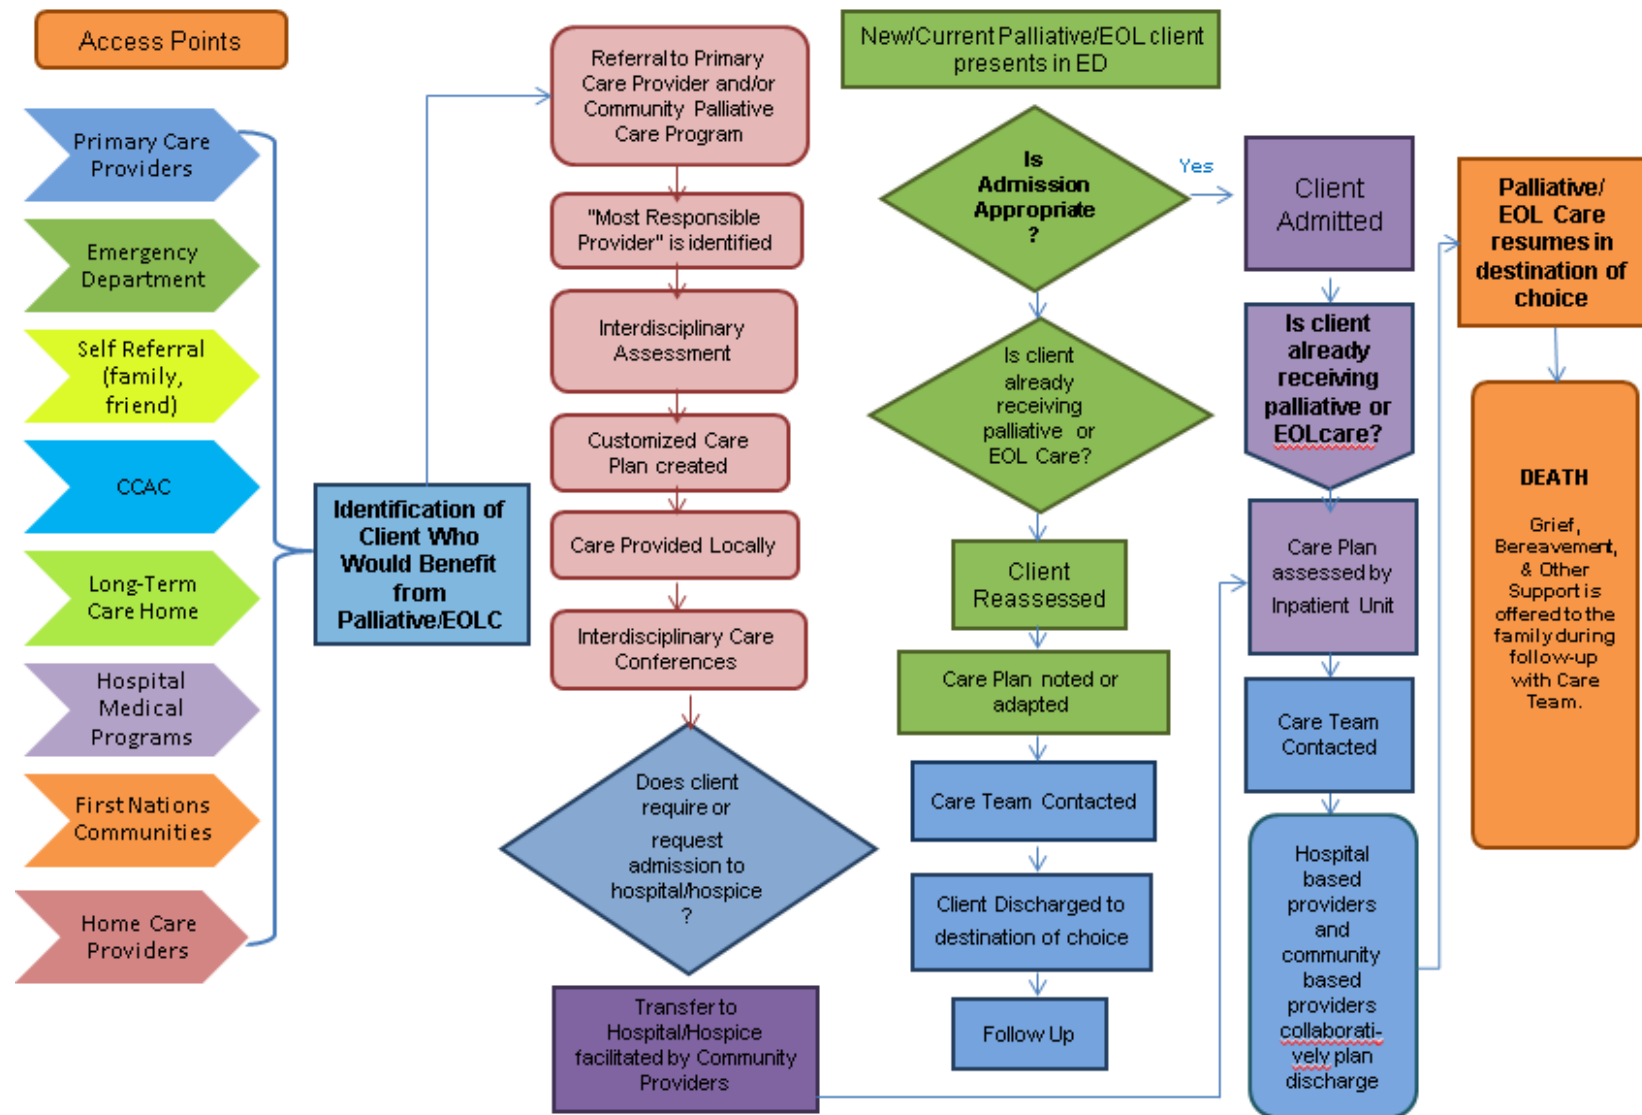 Access Points
Primary Care
Providers
Emergency
Department
Self Referral
(family,
friend)
CCAC
Long-Term
Care Home
Hospital
Medical
Programs
First Nations
Communities
Home Care
Providers
Identification of
Client Who
Would Benefit
from
Palliative/EOLC
Referral to Primary
Care Provider and/or
Community Palliative
Care Program
"Most Responsible
Provider" is identified
Interdisciplinary
Assessment
Customized Care
Plan created
Care Provided Locally
Interdisciplinary Care
Conferences
Does client
require or
request
admission to
hospital/hospice
?
Transfer to
Hospital/Hospice
facilitated by Community
Providers
New/Current Palliative/EOL client
presents in ED
Is
Admission
Appropriate
?
Yes
Is client
already
receiving
palliative or
EOL Care?
Client
Reassessed
Care Plan noted or
adapted
Care Team Contacted
Client Discharged to
destination of choice
Follow Up
Client
Admitted
Is client
already
receiving
palliative or
EOLcare?
Care Plan
assessed by
Inpatient Unit
Care Team
Contacted
Hospital
based
providers
and
community
based
providers
collaborati-
vely plan
discharge
Palliative/
EOL Care
resumes in
destination of
choice
DEATH
Grief,
Bereavement,
& Other
Support is
offered to the
family during
follow-up
with Care
Team.